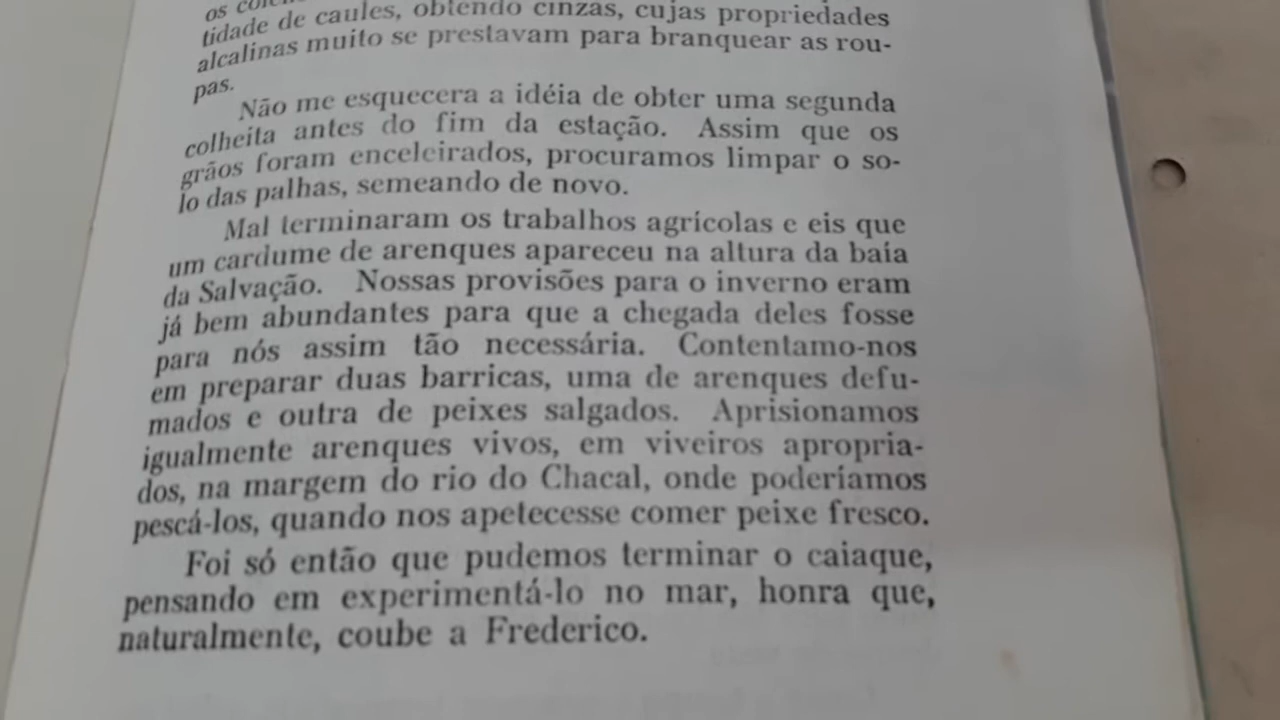 os
tidade de caules, obtendo cinzas, cujas propriedades
alcalinas muito se prestavam para branquear as rou-
pas.
Não me esquecera a idéia de obter uma segunda
colheita antes do fim da estação. Assim que os
grãos foram enceleirados, procuramos limpar o so-
lo das palhas, semeando de novo.
Mal terminaram os trabalhos agrícolas e eis que
um cardume de arenques apareceu na altura da baía
da Salvação. Nossas provisões para o inverno eram
já bem abundantes para que a chegada deles fosse
para nós assim tão necessária. Contentamo-nos
em preparar duas barricas, uma de arenques defu-
mados e outra de peixes salgados. Aprisionamos
igualmente arenques vivos, em viveiros apropria-
dos, na margem do rio do Chacal, onde poderíamos
pescá-los, quando nos apetecesse comer peixe fresco.
Foi só então que pudemos terminar o caiaque,
pensando em experimentá-lo no mar, honra que,
naturalmente, coube a Frederico.